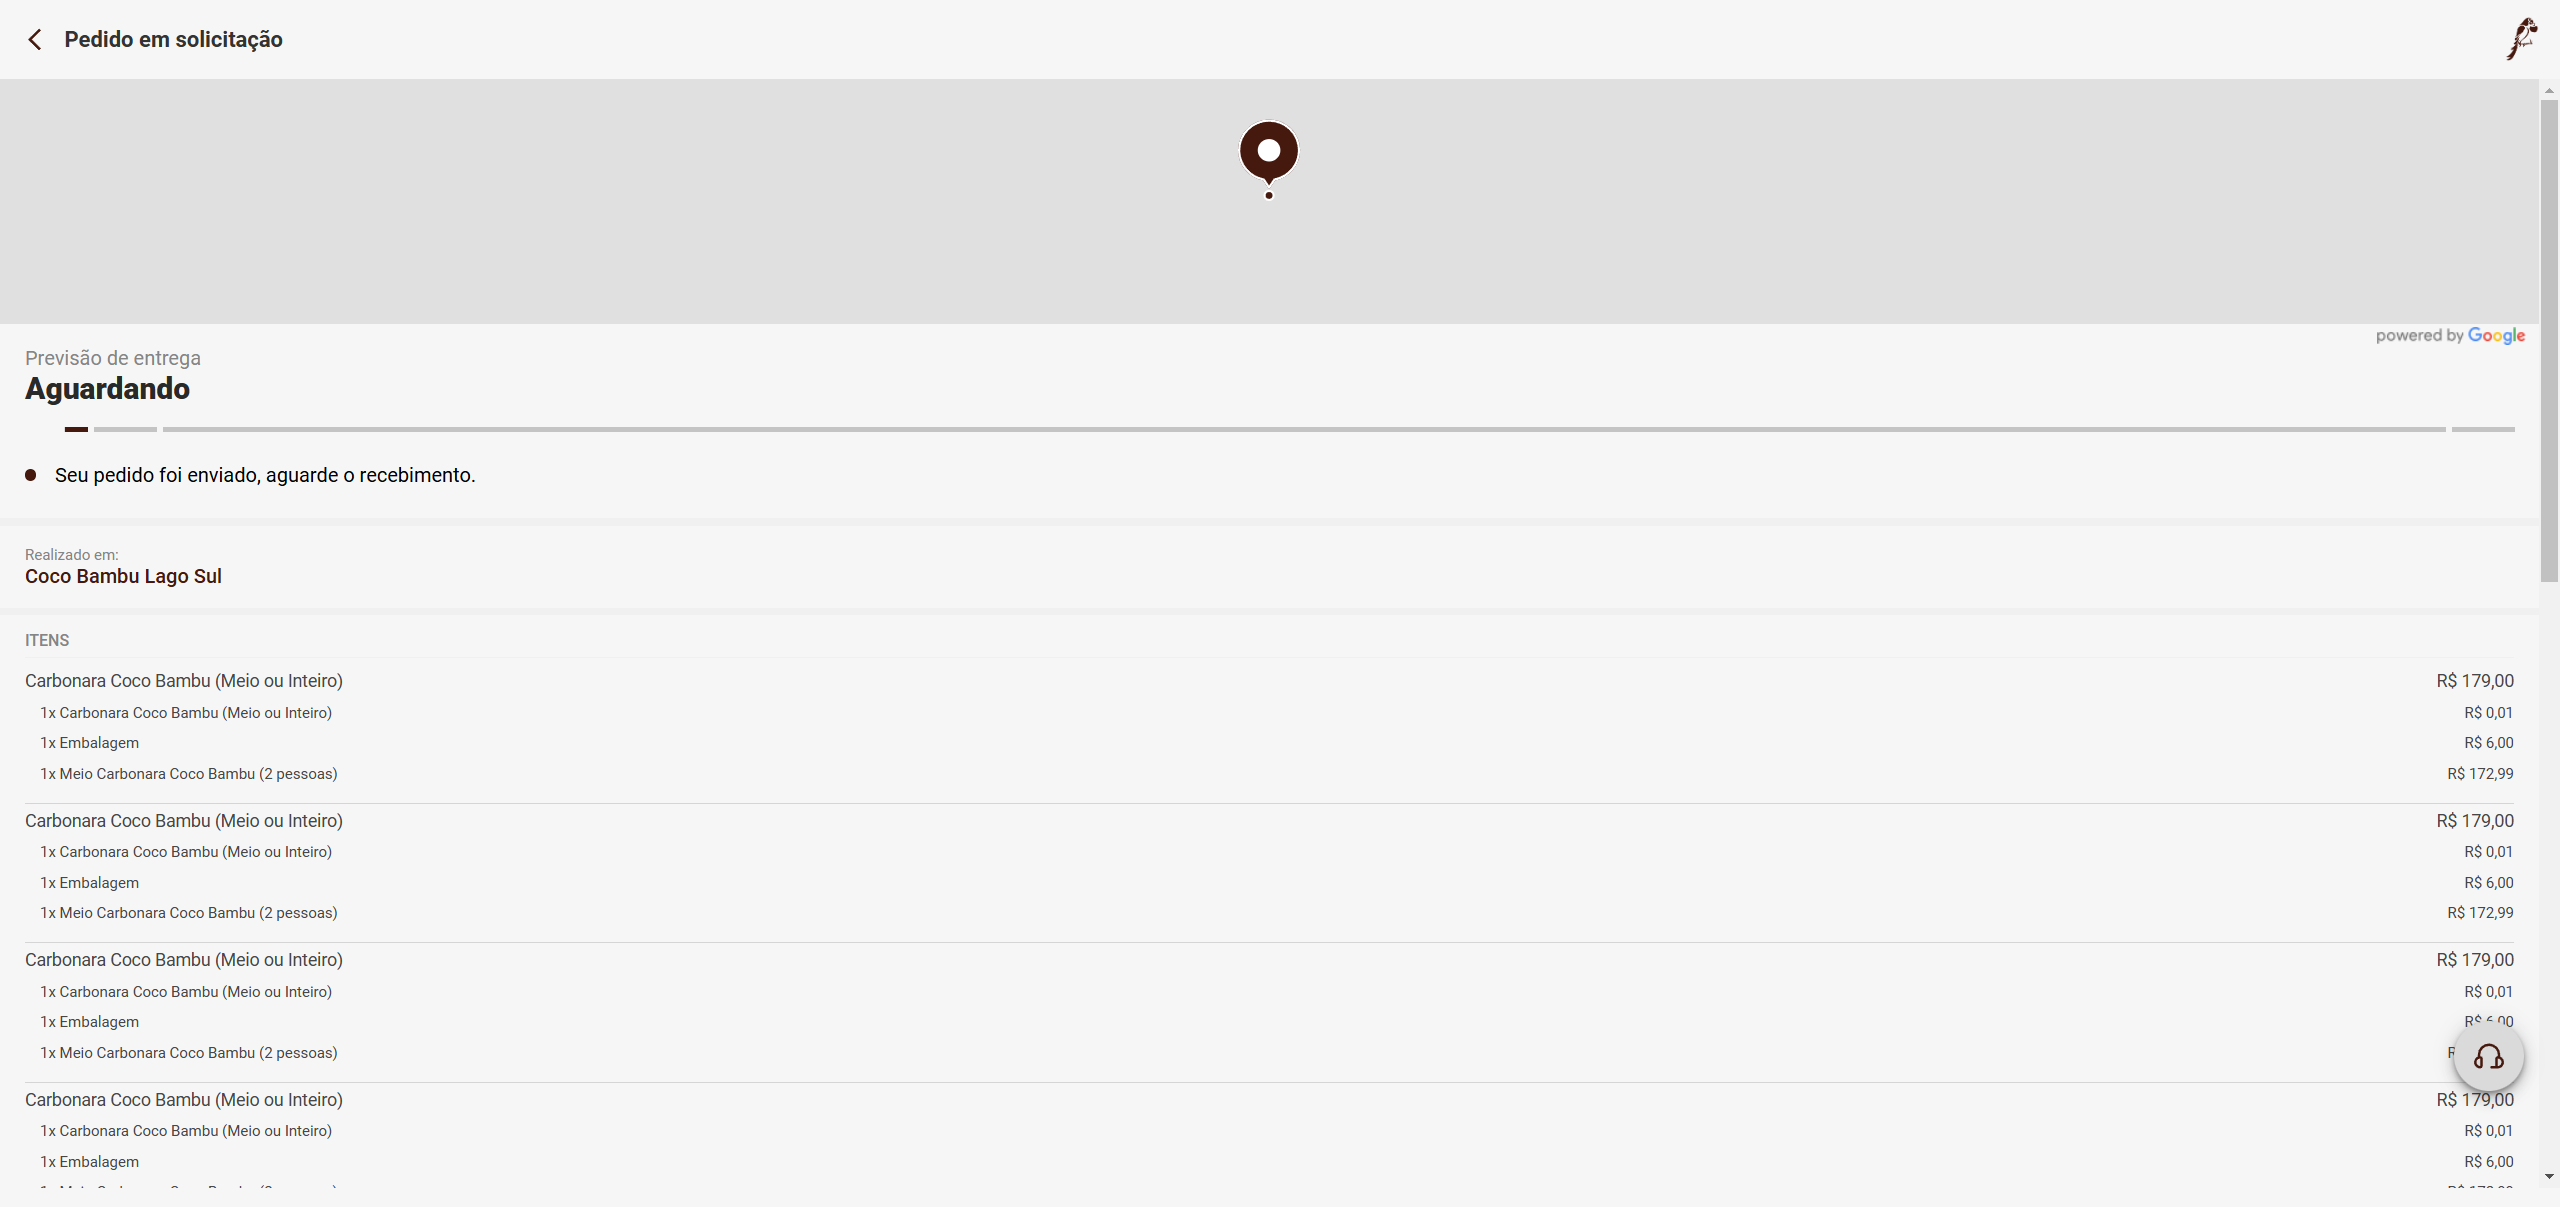 Pedido em solicitação
powered by Google
Previsão de entrega
Aguardando
Seu pedido foi enviado, aguarde o recebimento.
Realizado em:
Coco Bambu Lago Sul
ITENS
Carbonara Coco Bambu (Meio ou Inteiro) R$ 179,00
1x Carbonara Coco Bambu (Meio ou Inteiro) R$ 0,01
1x Embalagem R$ 6,00
1x Meio Carbonara Coco Bambu (2 pessoas) R$ 172,99
Carbonara Coco Bambu (Meio ou Inteiro) R$ 179,00
1x Carbonara Coco Bambu (Meio ou Inteiro) R$ 0,01
1x Embalagem R$ 6,00
1x Meio Carbonara Coco Bambu (2 pessoas) R$ 172,99
Carbonara Coco Bambu (Meio ou Inteiro) R$ 179,00
1x Carbonara Coco Bambu (Meio ou Inteiro) R$ 0,01
1x Embalagem R$ 6,00
1x Meio Carbonara Coco Bambu (2 pessoas)
Carbonara Coco Bambu (Meio ou Inteiro) R$ 179,00
1x Carbonara Coco Bambu (Meio ou Inteiro) R$ 0,01
1x Embalagem R$ 6,00